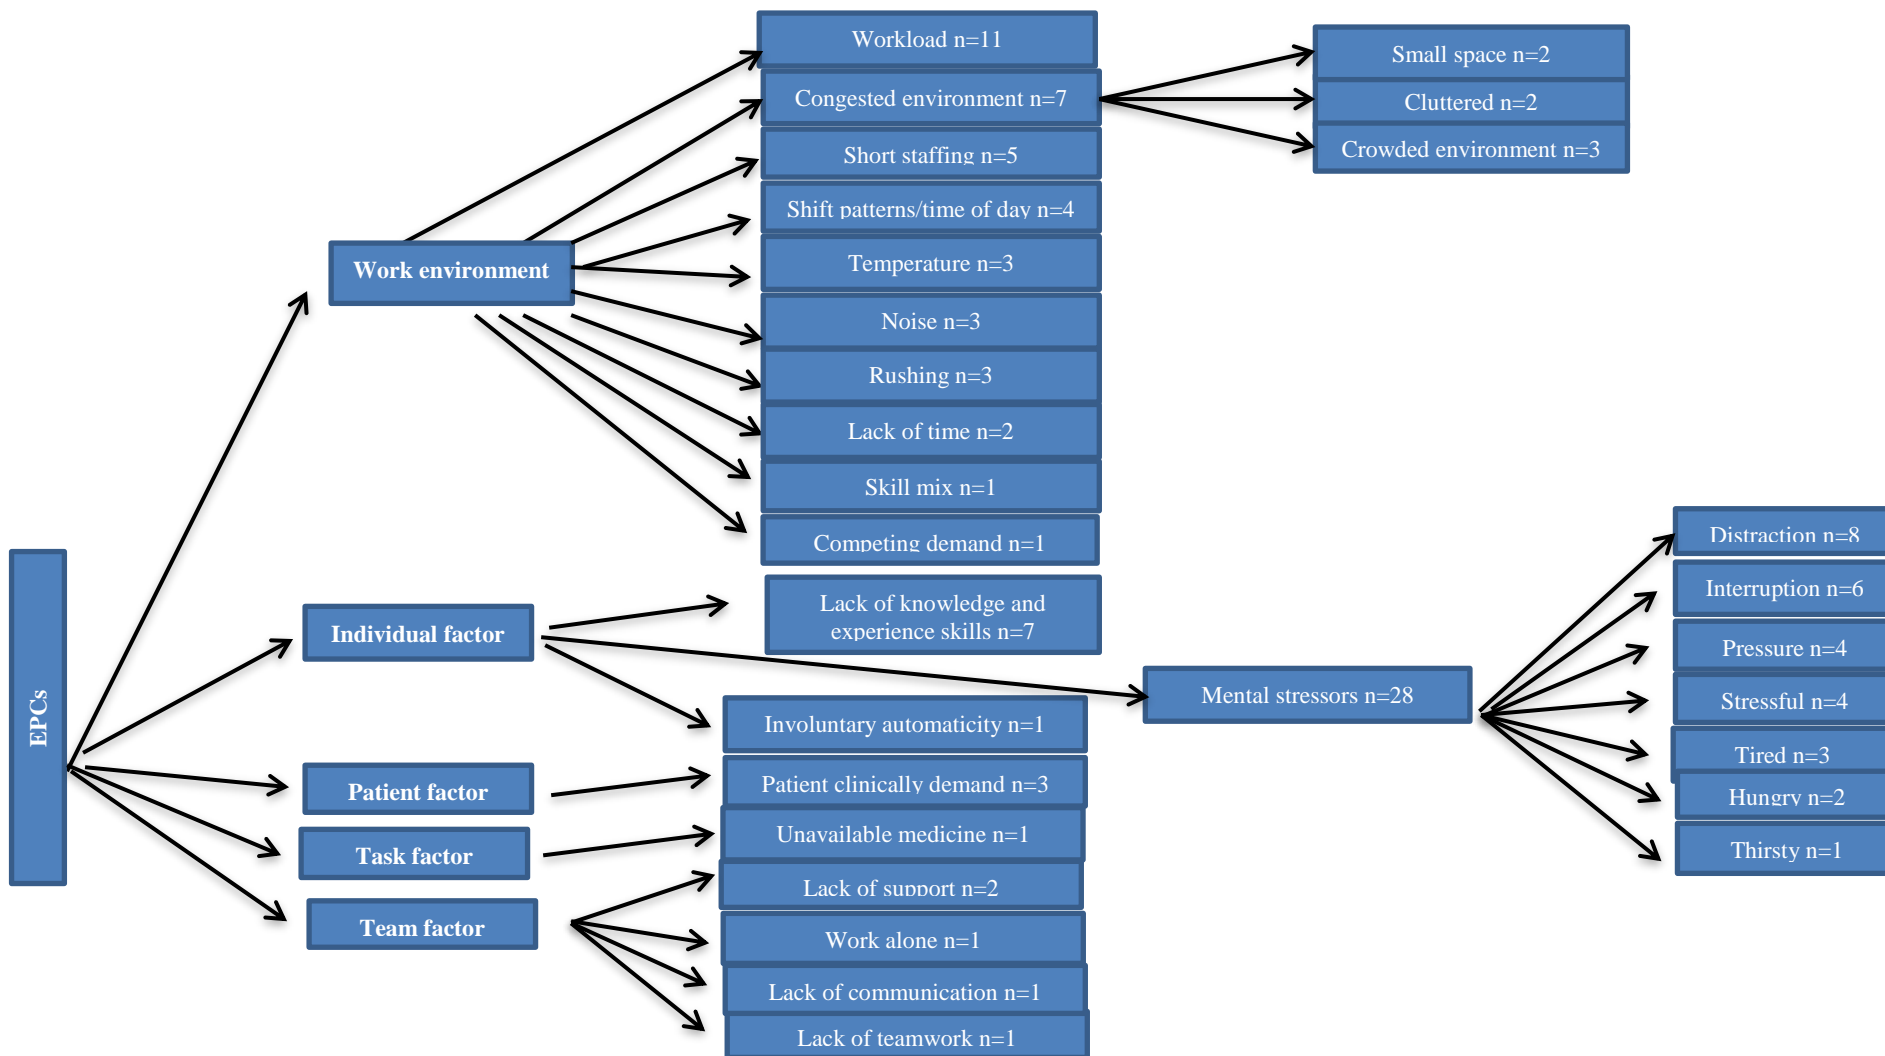 EPCs
Work environment
Workload n=11
Congested environment n=7
Small space n=2
Cluttered n=2
Crowded environment n=3
Short staffing n=5
Shift patterns/time of day n=4
Temperature n=3
Noise n=3
Rushing n=3
Lack of time n=2
Skill mix n=1
Competing demand n=1
Individual factor
Lack of knowledge and
experience skills n=7
Mental stressors n=28
Distraction n=8
Interruption n=6
Pressure n=4
Stressful n=4
Tired n=3
Hungry n=2
Thirsty n=1
Involuntary automaticity n=1
Patient factor
Patient clinically demand n=3
Task factor
Unavailable medicine n=1
Team factor
Lack of support n=2
Work alone n=1
Lack of communication n=1
Lack of teamwork n=1